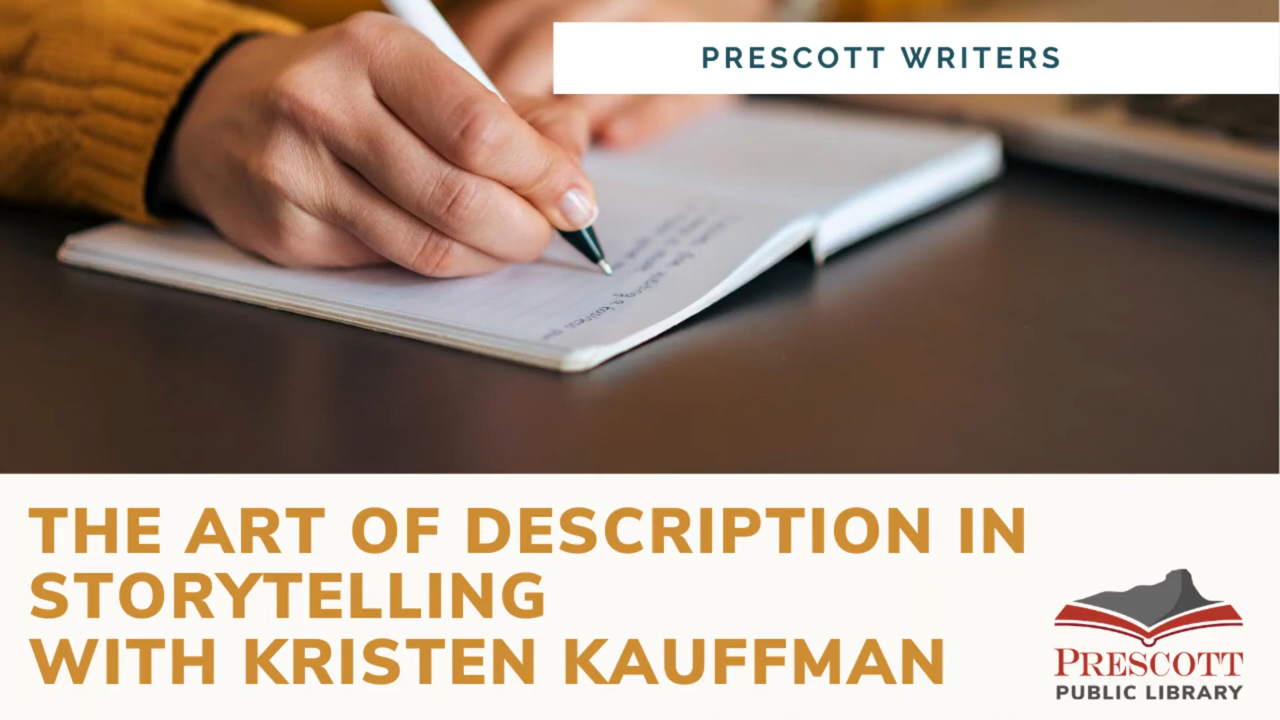 PRESCOTT WRITERS
THE ART OF DESCRIPTION IN
STORYTELLING
WITH KRISTEN KAUFFMAN
PRESCOTT
PUBLIC LIBRARY